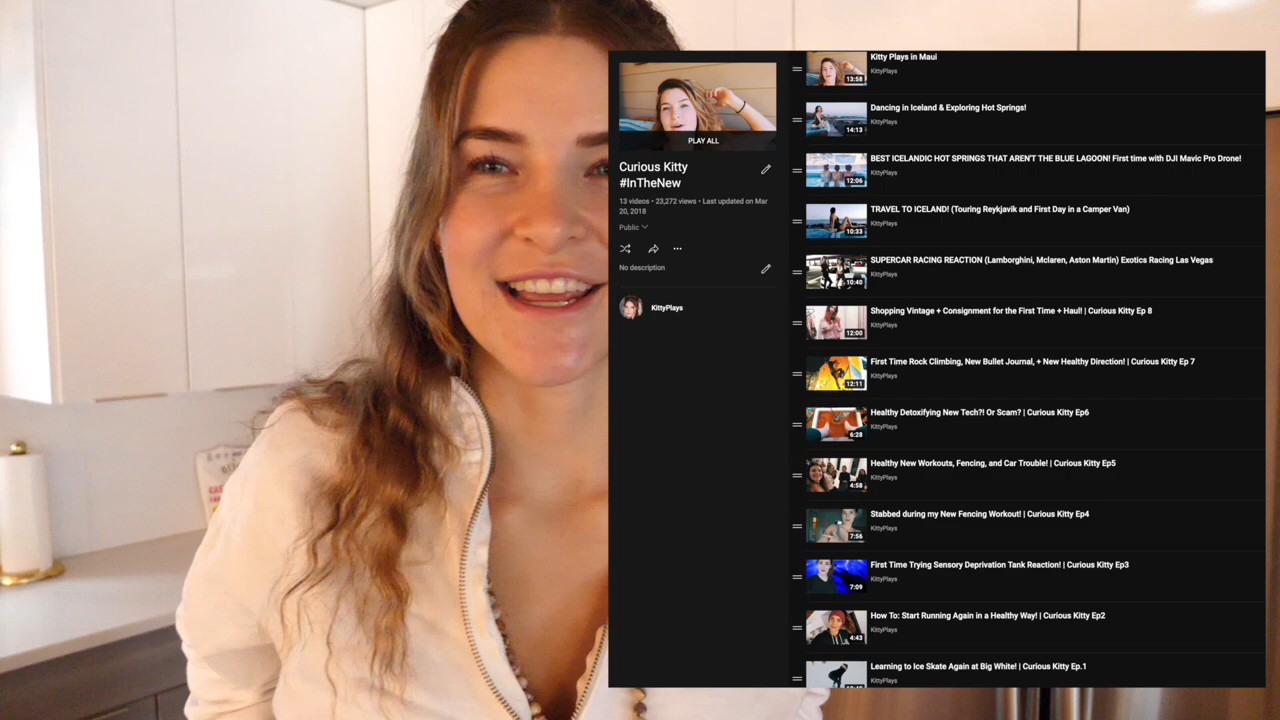 PLAY ALL
Curious Kitty
#InTheNew
13 videos • 23,272 views • Last updated on Mar
20, 2018
Public
No description
KittyPlays
Kitty Plays in Maui
KittyPlays
13:58
Dancing in Iceland & Exploring Hot Springs!
KittyPlays
14:13
BEST ICELANDIC HOT SPRINGS THAT AREN'T THE BLUE LAGOON! First time with DJI Mavic Pro Drone!
KittyPlays
12:06
TRAVEL TO ICELAND! (Touring Reykjavik and First Day in a Camper Van)
KittyPlays
10:33
SUPERCAR RACING REACTION (Lamborghini, Mclaren, Aston Martin) Exotics Racing Las Vegas
KittyPlays
10:40
Shopping Vintage + Consignment for the First Time + Haul! | Curious Kitty Ep 8
KittyPlays
12:00
First Time Rock Climbing, New Bullet Journal, + New Healthy Direction! | Curious Kitty Ep 7
KittyPlays
12:11
Healthy Detoxifying New Tech?! Or Scam? | Curious Kitty Ep6
KittyPlays
6:28
Healthy New Workouts, Fencing, and Car Trouble! | Curious Kitty Ep5
KittyPlays
4:58
Stabbed during my New Fencing Workout! | Curious Kitty Ep4
KittyPlays
7:56
First Time Trying Sensory Deprivation Tank Reaction! | Curious Kitty Ep3
KittyPlays
7:09
How To: Start Running Again in a Healthy Way! | Curious Kitty Ep2
KittyPlays
4:43
Learning to Ice Skate Again at Big White! | Curious Kitty Ep.1
KittyPlays